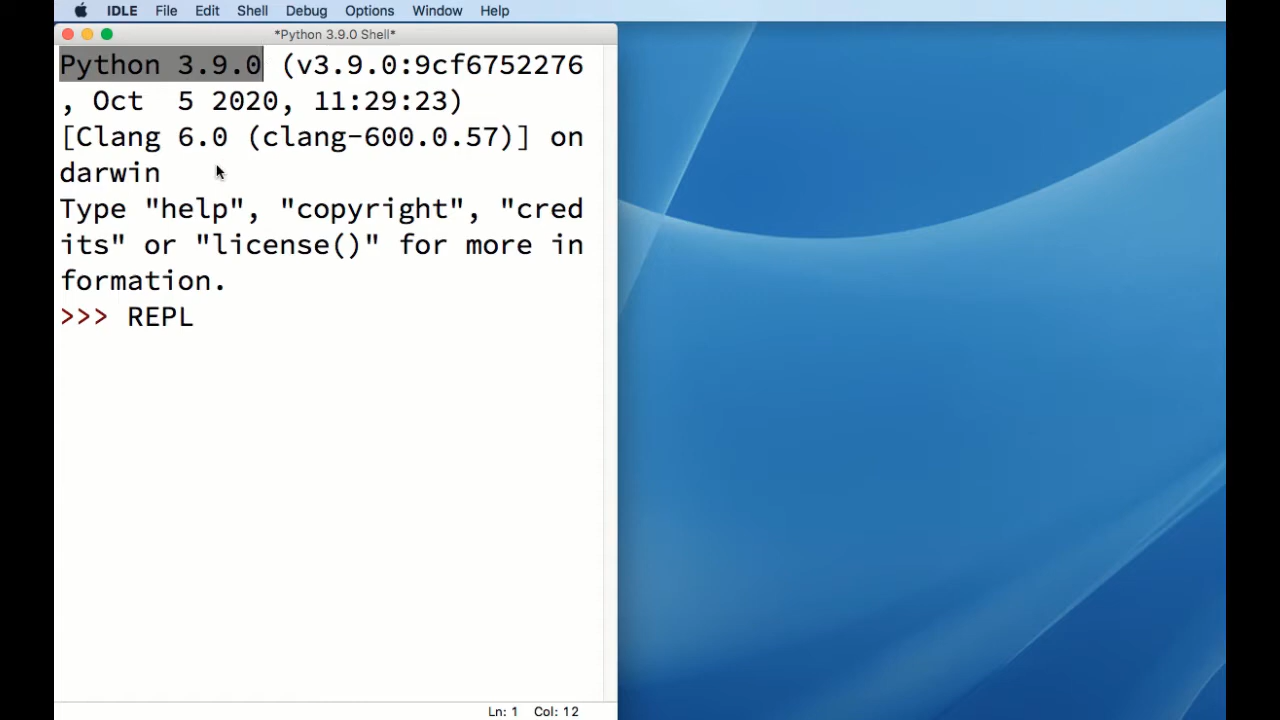 IDLE File Edit Shell Debug Options Window Help
*Python 3.9.0 Shell*
Python 3.9.0 (v3.9.0:9cf6752276
, Oct  5 2020, 11:29:23)
[Clang 6.0 (clang-600.0.57)] on
darwin
Type "help", "copyright", "cred
its" or "license()" for more in
formation.
>>> REPL
Ln: 1 Col: 12